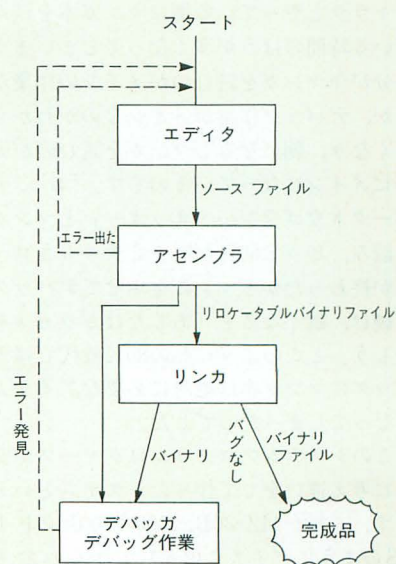 スタート
エディタ
ソース ファイル
エラー出た
アセンブラ
リロケータブルバイナリファイル
リンカ
エラー発見
バイナリ
バグなし
バイナリ
ファイル
デバッガ
デバッグ作業
完成品